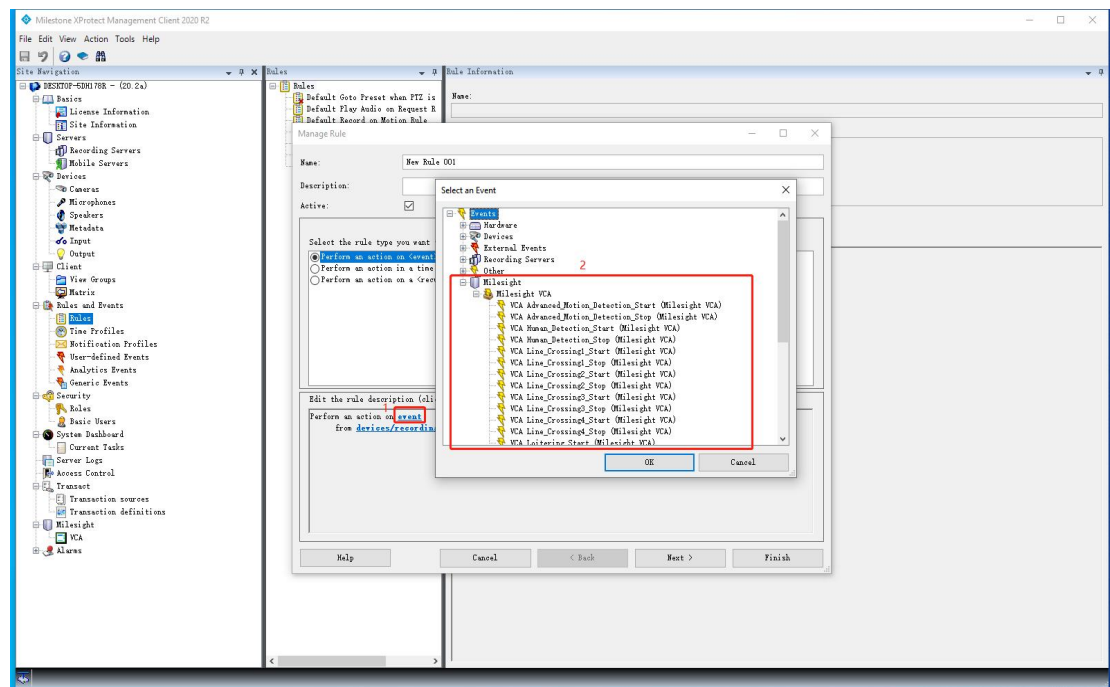 Milestone XProtect Management Client 2020 R2
File Edit View Action Tools Help
Site Navigation
DESKTOP-5DH178R - (20.2a)
Basics
License Information
Site Information
Servers
Recording Servers
Mobile Servers
Devices
Cameras
Microphones
Speakers
Metadata
Input
Output
Client
View Groups
Matrix
Rules and Events
Rules
Time Profiles
Notification Profiles
User-defined Events
Analytics Events
Generic Events
Security
Roles
Basic Users
System Dashboard
Current Tasks
Server Logs
Access Control
Transact
Transaction sources
Transaction definitions
Milesight
VCA
Alarms
Rules
Rules
Default Goto Preset when PTZ is
Default Play Audio on Request R
Default Record on Motion Rule
Rule Information
Name:
Manage Rule
Name: New Rule 001
Description:
Active:
Select the rule type you want
Perform an action on <event
Perform an action in a time
Perform an action on a <recu
Edit the rule description (cli
1
Perform an action on event
from devices/recordin
Help Cancel < Back Next > Finish
Select an Event
Events
Hardware
Devices
External Events
Recording Servers
2
Other
Milesight
Milesight VCA
VCA Advanced_Motion_Detection_Start (Milesight VCA)
VCA Advanced_Motion_Detection_Stop (Milesight VCA)
VCA Human_Detection_Start (Milesight VCA)
VCA Human_Detection_Stop (Milesight VCA)
VCA Line_Crossing1_Start (Milesight VCA)
VCA Line_Crossing1_Stop (Milesight VCA)
VCA Line_Crossing2_Start (Milesight VCA)
VCA Line_Crossing2_Stop (Milesight VCA)
VCA Line_Crossing3_Start (Milesight VCA)
VCA Line_Crossing3_Stop (Milesight VCA)
VCA Line_Crossing4_Start (Milesight VCA)
VCA Line_Crossing4_Stop (Milesight VCA)
VCA Loitering_Start (Milesight VCA)
OK Cancel